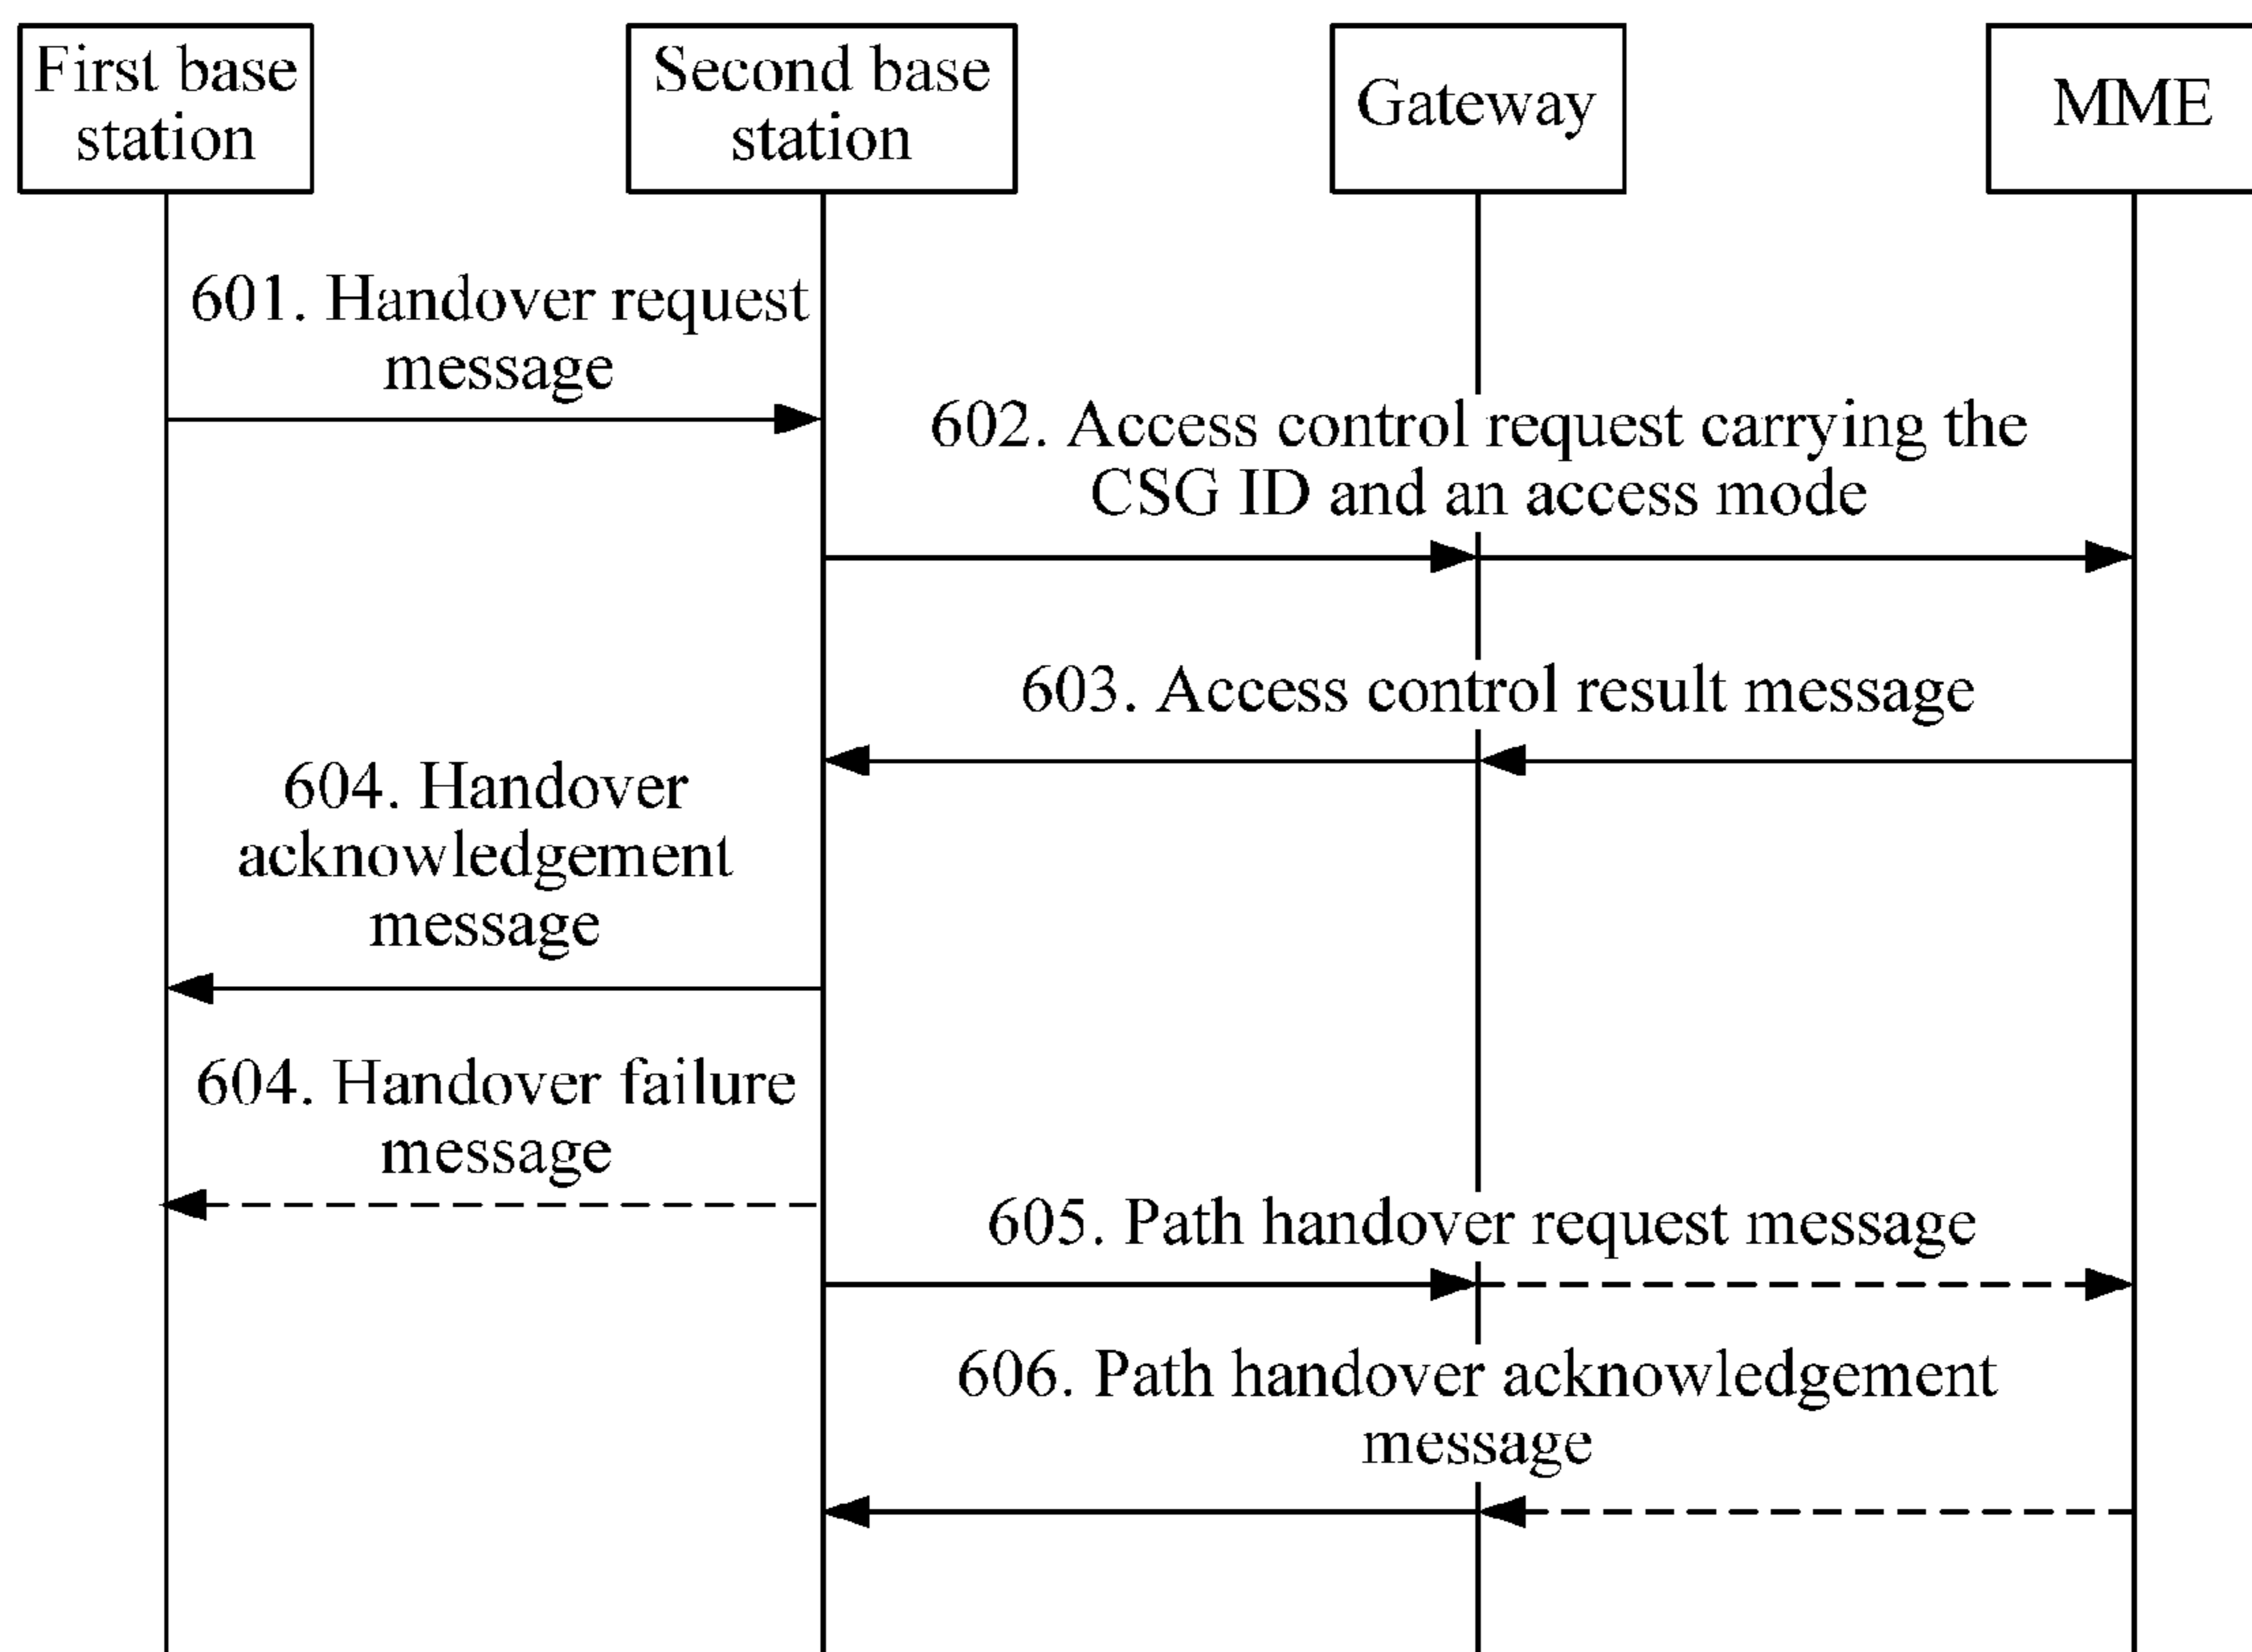 First base
station
Second base
station
Gateway
MME
601. Handover request
message
602. Access control request carrying the
CSG ID and an access mode
603. Access control result message
604. Handover
acknowledgement
message
604. Handover failure
message
605. Path handover request message
606. Path handover acknowledgement
message